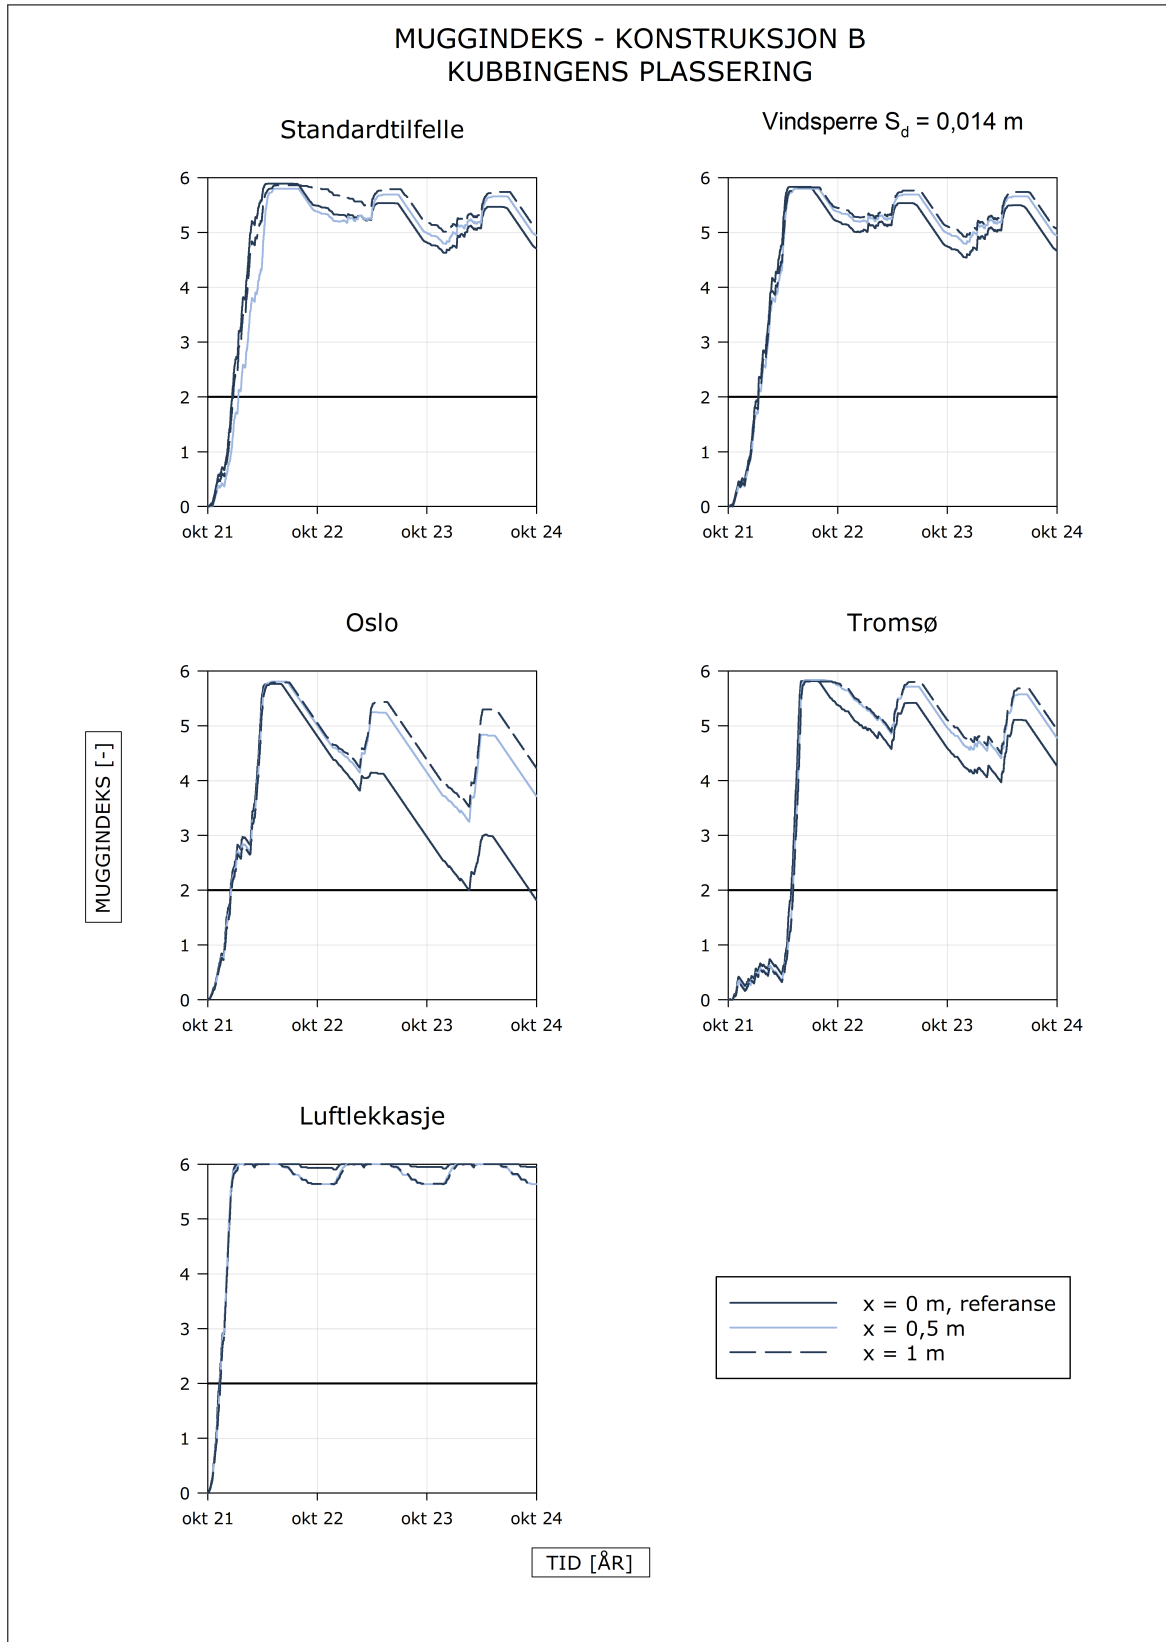 MUGGINDEKS - KONSTRUKSJON B
KUBBINGENS PLASSERING
Standardtilfelle
6
5
4
3
2
1
0
okt 21 okt 22 okt 23 okt 24
Vindsperre Sd = 0,014 m
6
5
4
3
2
1
0
okt 21 okt 22 okt 23 okt 24
MUGGINDEKS [-]
Oslo
6
5
4
3
2
1
0
okt 21 okt 22 okt 23 okt 24
Tromsø
6
5
4
3
2
1
0
okt 21 okt 22 okt 23 okt 24
Luftlekkasje
6
5
4
3
2
1
0
okt 21 okt 22 okt 23 okt 24
x = 0 m, referanse
x = 0,5 m
x = 1 m
TID [ÅR]